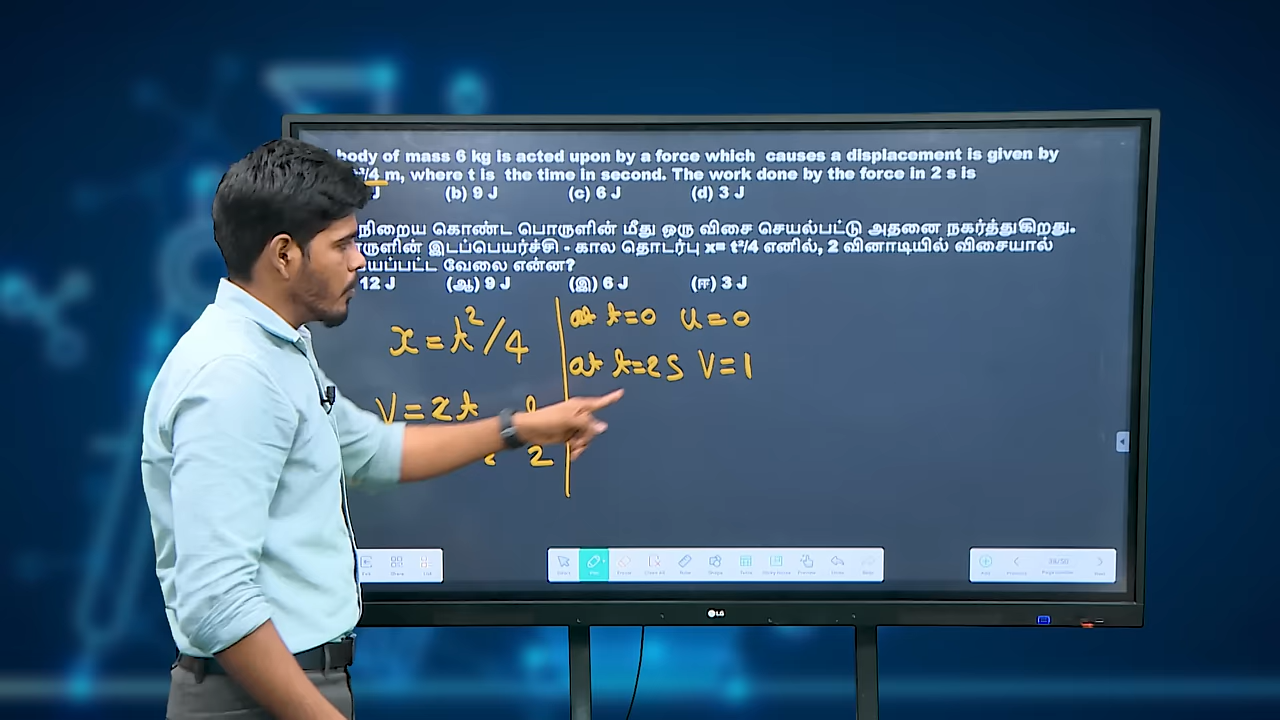 body of mass 6 kg is acted upon by a force which causes a displacement is given by
/4 m, where t is the time in second. The work done by the force in 2 s is
J (b) 9 J (c) 6 J (d) 3 J
நிறைய கொண்ட பொருளின் மீது ஒரு விசை செயல்பட்டு அதனை நகர்த்துகிறது.
ருளின் இடப்பெயர்ச்சி - கால தொடர்பு x= t²/4 எனில், 2 வினாடியில் விசையால்
யப்பட்ட வேலை என்ன?
12 J (ஆ) 9 J (இ) 6 J (ஈ) 3 J
x = t²/4
V = 2t
2
at t=0 u=0
at t=2s V=1
LG